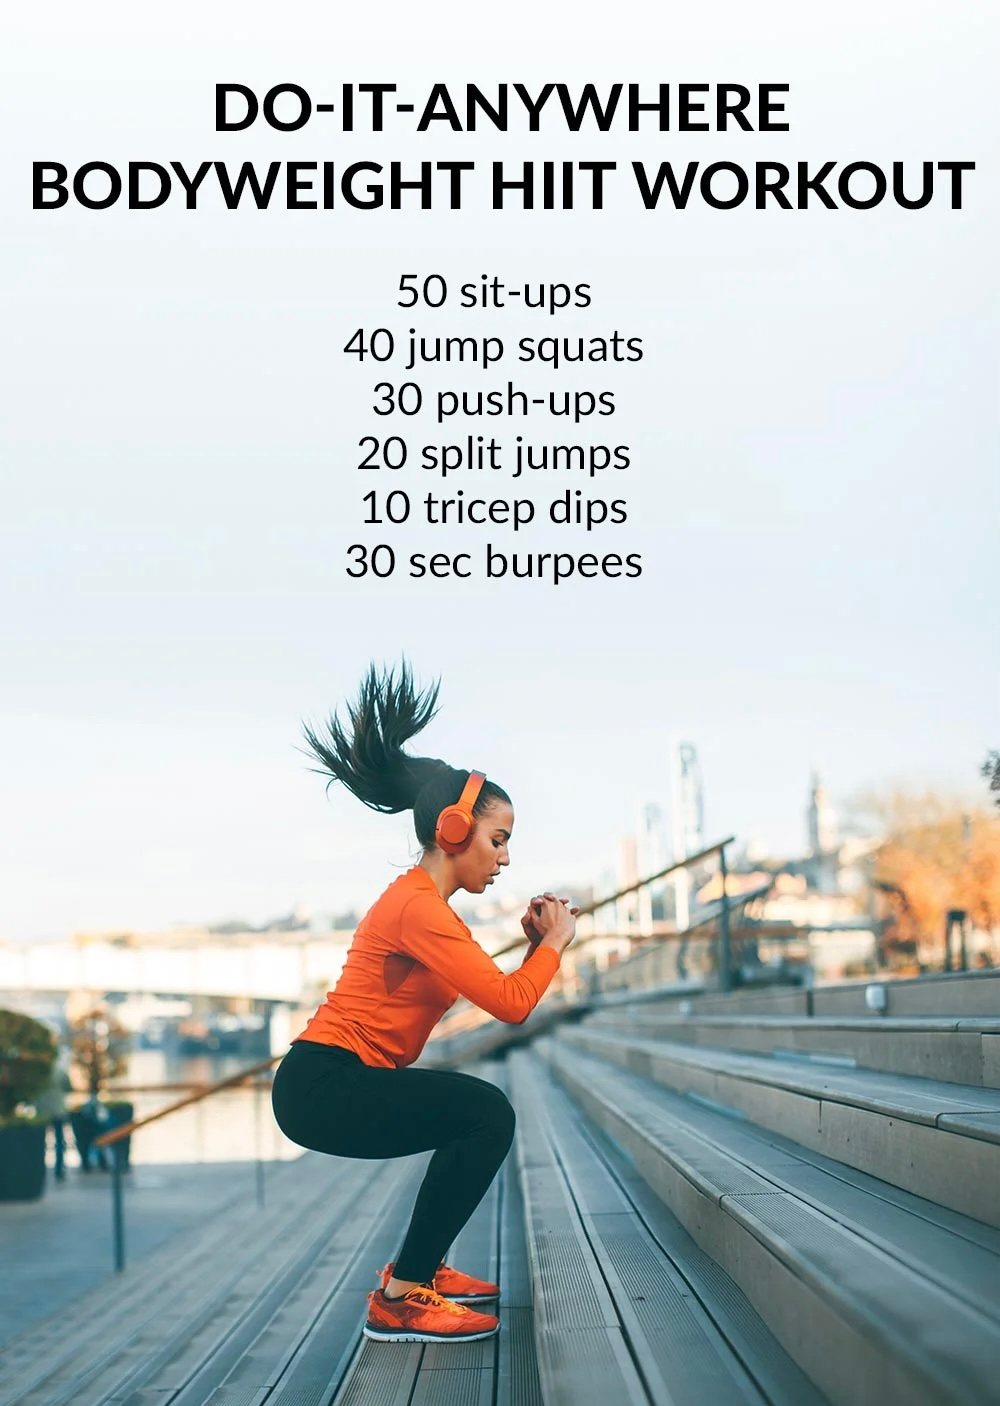 DO-IT-ANYWHERE
BODYWEIGHT HIIT WORKOUT
50 sit-ups
40 jump squats
30 push-ups
20 split jumps
10 tricep dips
30 sec burpees